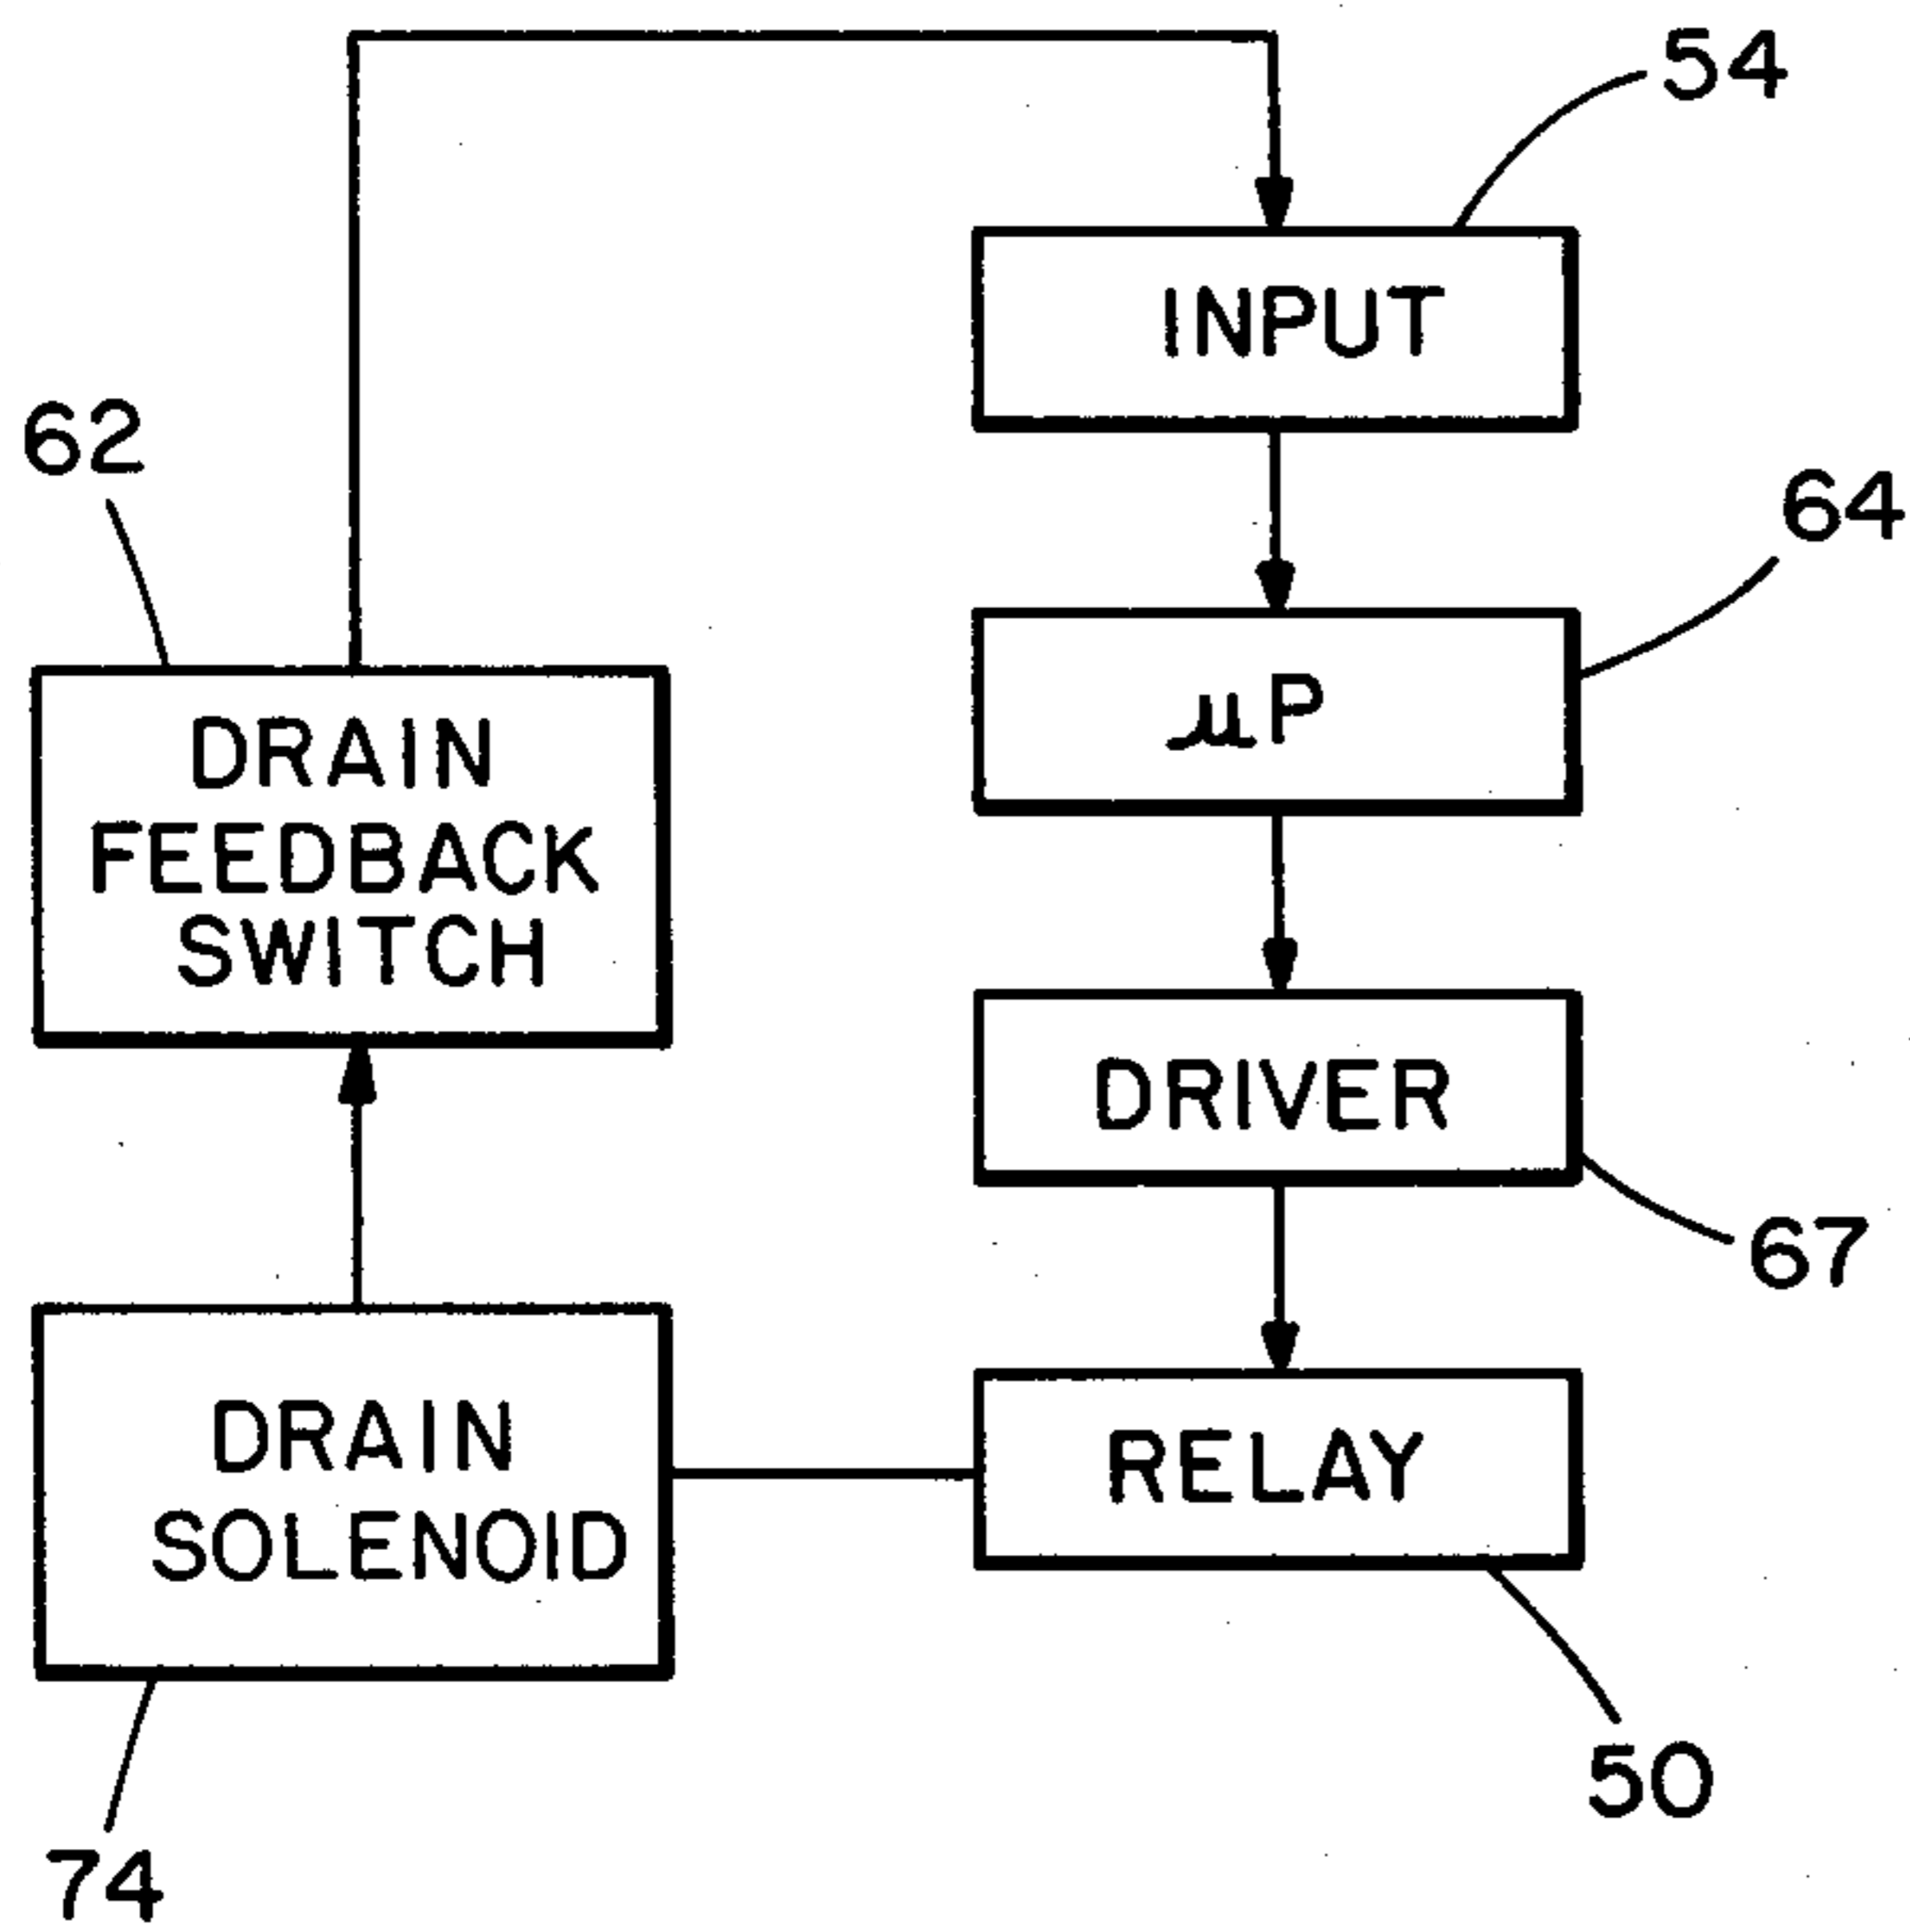 54
INPUT
62
64
μP
DRAIN
FEEDBACK
SWITCH
DRIVER
67
DRAIN
SOLENOID
RELAY
50
74